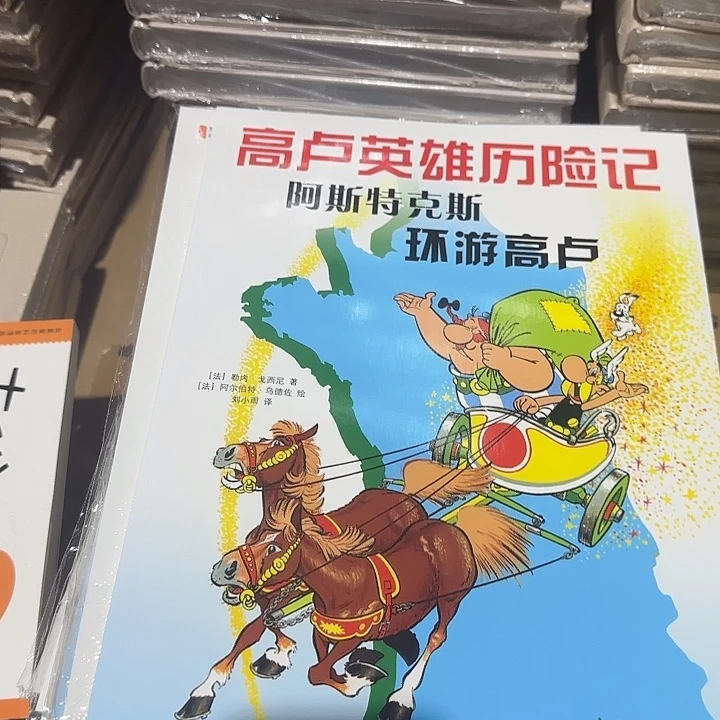 高卢英雄历险记
阿斯特克斯
环游高卢
[法] 勒内·戈西尼 著
[法] 阿尔伯特·乌德佐 绘
刘小雨 译